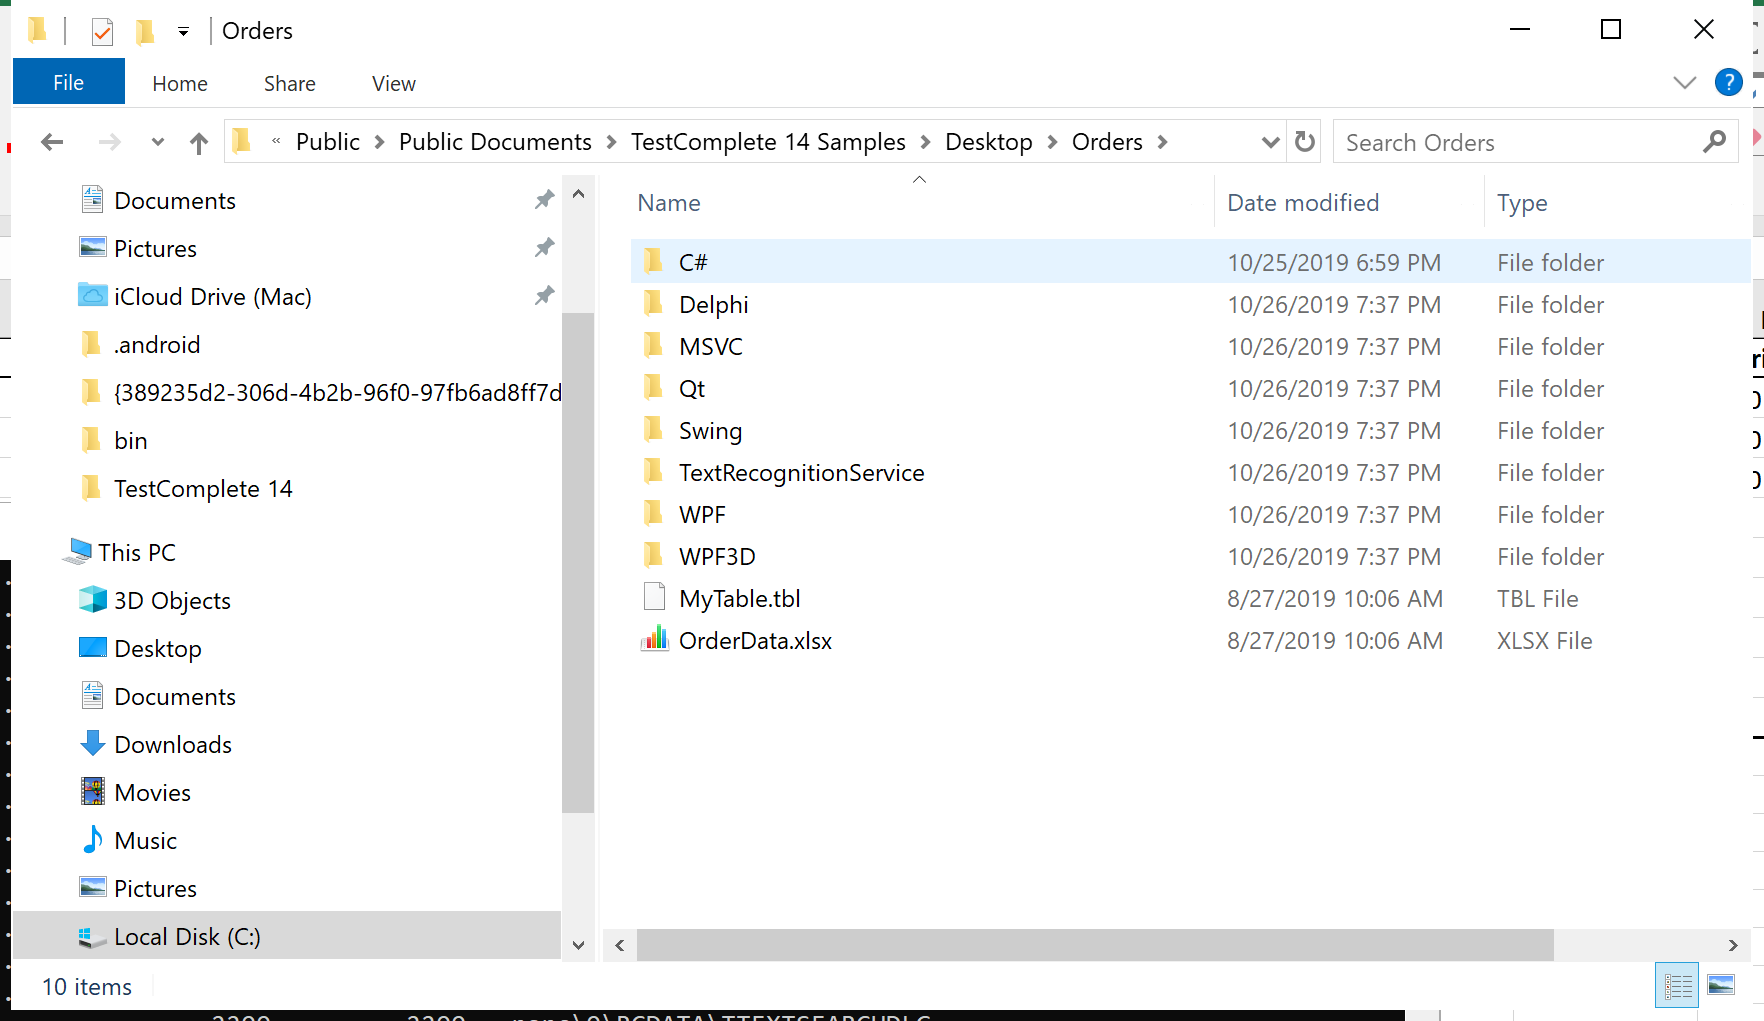 Orders
File Home Share View ?
« Public > Public Documents > TestComplete 14 Samples > Desktop > Orders > Search Orders
Documents
Pictures
iCloud Drive (Mac)
.android
{389235d2-306d-4b2b-96f0-97fb6ad8ff7d
bin
TestComplete 14
This PC
3D Objects
Desktop
Documents
Downloads
Movies
Music
Pictures
Local Disk (C:)
Name Date modified Type
C# 10/25/2019 6:59 PM File folder
Delphi 10/26/2019 7:37 PM File folder
MSVC 10/26/2019 7:37 PM File folder
Qt 10/26/2019 7:37 PM File folder
Swing 10/26/2019 7:37 PM File folder
TextRecognitionService 10/26/2019 7:37 PM File folder
WPF 10/26/2019 7:37 PM File folder
WPF3D 10/26/2019 7:37 PM File folder
MyTable.tbl 8/27/2019 10:06 AM TBL File
OrderData.xlsx 8/27/2019 10:06 AM XLSX File
10 items